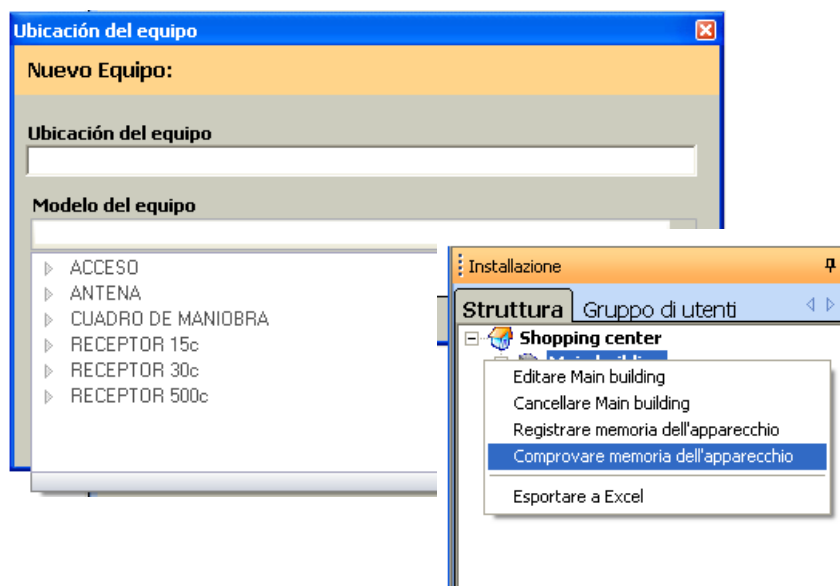 Ubicación del equipo
Nuevo Equipo:
Ubicación del equipo
Modelo del equipo
ACCESO
ANTENA
CUADRO DE MANIOBRA
RECEPTOR 15c
RECEPTOR 30c
RECEPTOR 500c
Installazione
Struttura Gruppo di utenti
Shopping center
Main building
Editare Main building
Cancellare Main building
Registrare memoria dell'apparecchio
Comprovare memoria dell'apparecchio
Esportare a Excel